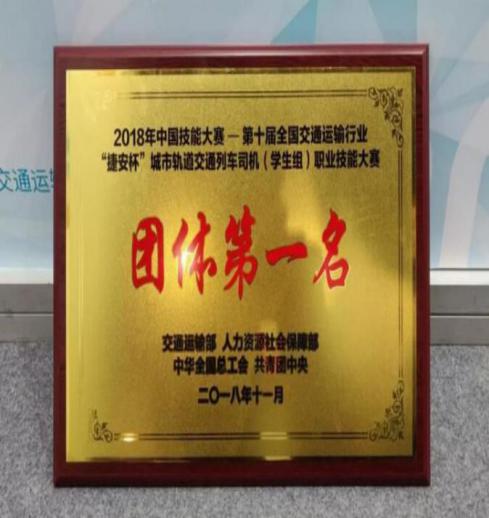 2018年中国技能大赛 — 第十届全国交通运输行业
“捷安杯”城市轨道交通列车司机（学生组）职业技能大赛
团体第一名
交通运输部 人力资源社会保障部
中华全国总工会 共青团中央
二〇一八年十一月
交通运输